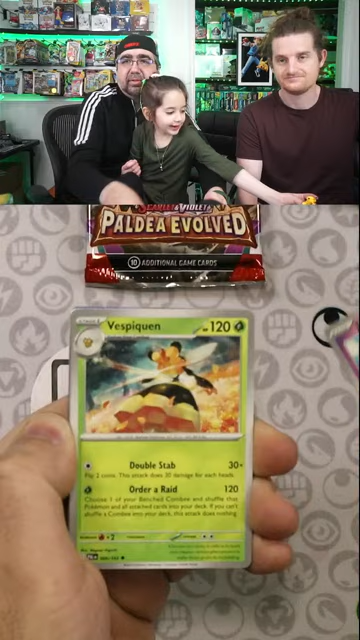 SCARLET & VIOLET
PALDEA EVOLVED
10 ADDITIONAL GAME CARDS
Vespiquen
120
Double Stab
30×
Flip 2 coins. This attack does 30 damage for each heads.
Order a Raid
120
Choose 1 of your Benched Combee and shuffle that
Pokémon and all attached cards into your deck. If you can't
shuffle a Combee into your deck, this attack does nothing.